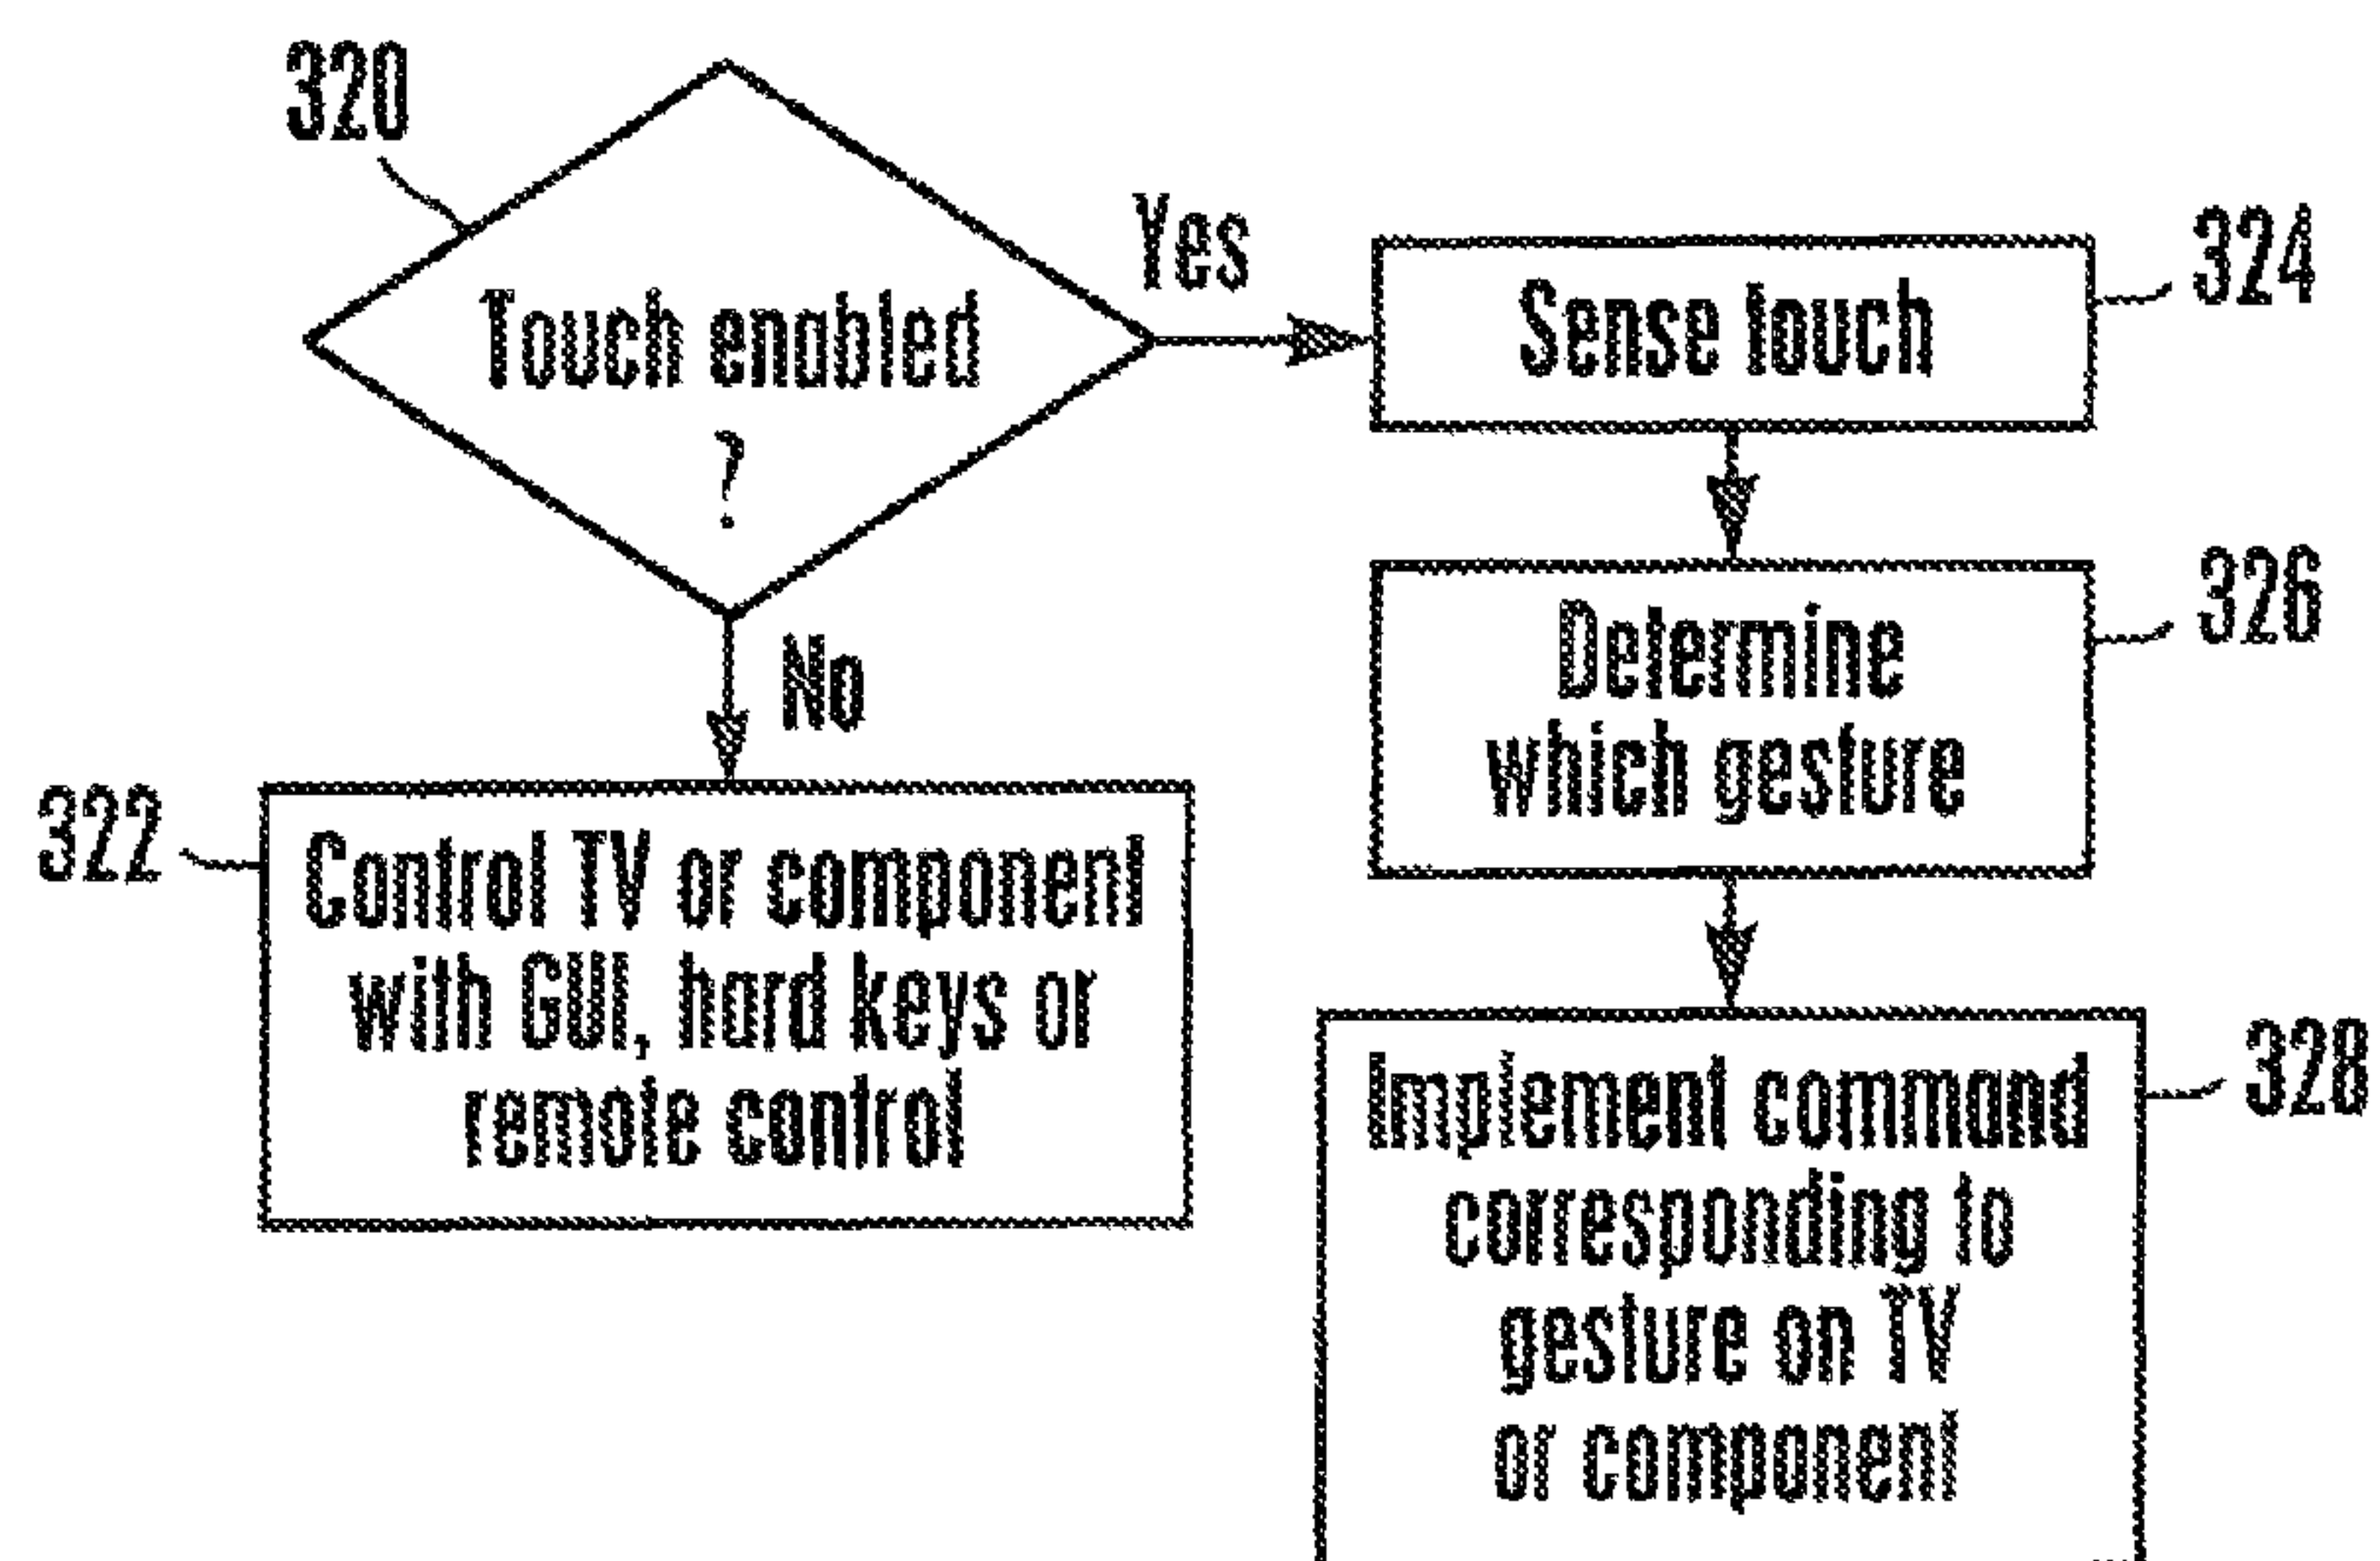 320
Touch enabled
?
Yes
No
322
Control TV or component
with GUI, hard keys or
remote control
324
Sense touch
326
Determine
which gesture
328
Implement command
corresponding to
gesture on TV
or component